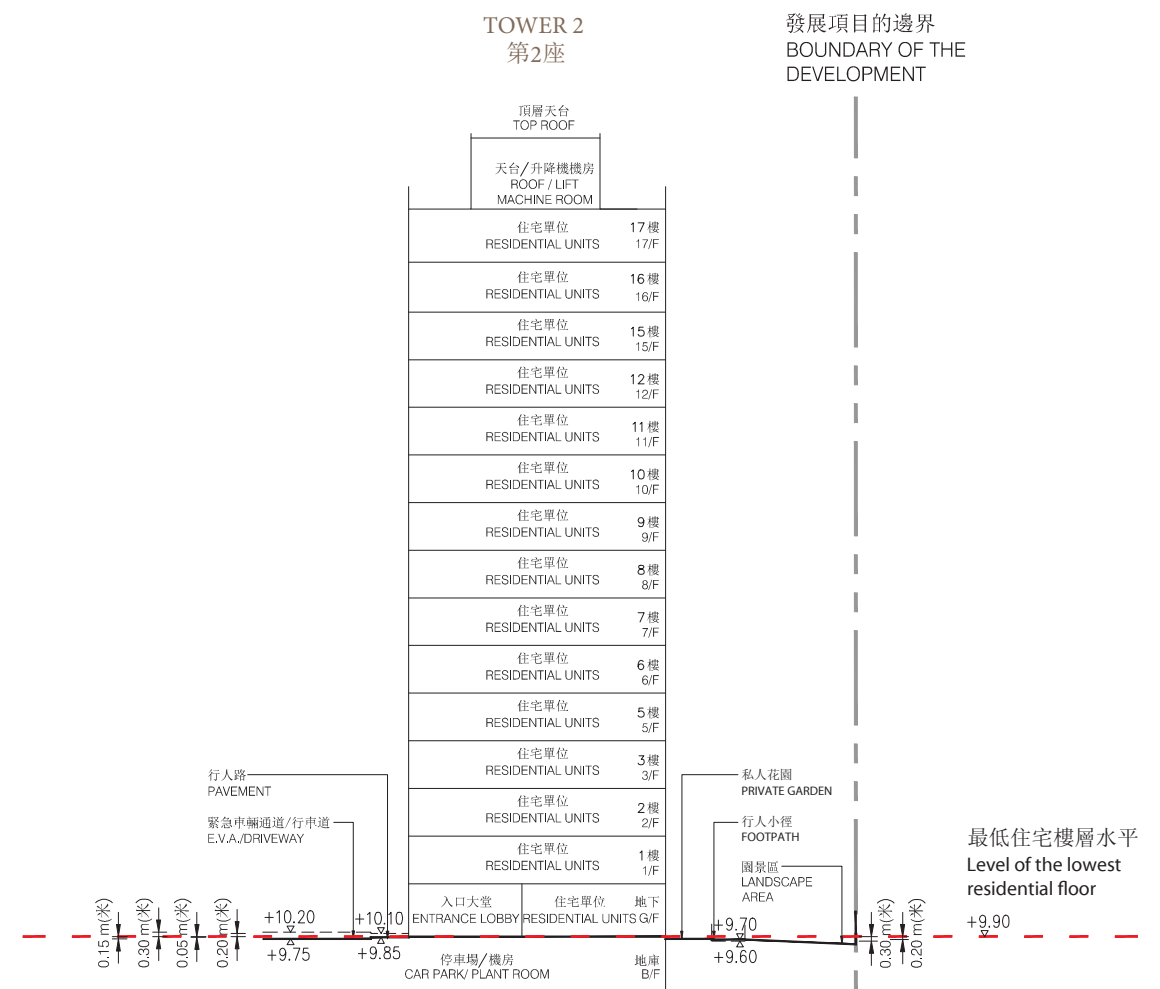 TOWER 2
第2座
發展項目的邊界
BOUNDARY OF THE
DEVELOPMENT
頂層天台
TOP ROOF
天台/升降機機房
ROOF / LIFT
MACHINE ROOM
住宅單位 17樓
RESIDENTIAL UNITS 17/F
住宅單位 16樓
RESIDENTIAL UNITS 16/F
住宅單位 15樓
RESIDENTIAL UNITS 15/F
住宅單位 12樓
RESIDENTIAL UNITS 12/F
住宅單位 11樓
RESIDENTIAL UNITS 11/F
住宅單位 10樓
RESIDENTIAL UNITS 10/F
住宅單位 9樓
RESIDENTIAL UNITS 9/F
住宅單位 8樓
RESIDENTIAL UNITS 8/F
住宅單位 7樓
RESIDENTIAL UNITS 7/F
住宅單位 6樓
RESIDENTIAL UNITS 6/F
住宅單位 5樓
RESIDENTIAL UNITS 5/F
住宅單位 3樓
RESIDENTIAL UNITS 3/F
住宅單位 2樓
RESIDENTIAL UNITS 2/F
住宅單位 1樓
RESIDENTIAL UNITS 1/F
入口大堂 住宅單位 地下
ENTRANCE LOBBY RESIDENTIAL UNITS G/F
停車場/機房 地庫
CAR PARK/ PLANT ROOM B/F
行人路
PAVEMENT
緊急車輛通道/行車道
E.V.A./DRIVEWAY
私人花園
PRIVATE GARDEN
行人小徑
FOOTPATH
園景區
LANDSCAPE
AREA
最低住宅樓層水平
Level of the lowest
residential floor
+9.90
0.15 m(米)
0.30 m(米)
0.05 m(米)
0.20 m(米)
+10.20
+9.75
+10.10
+9.85
+9.70
+9.60
0.30 m(米)
0.20 m(米)